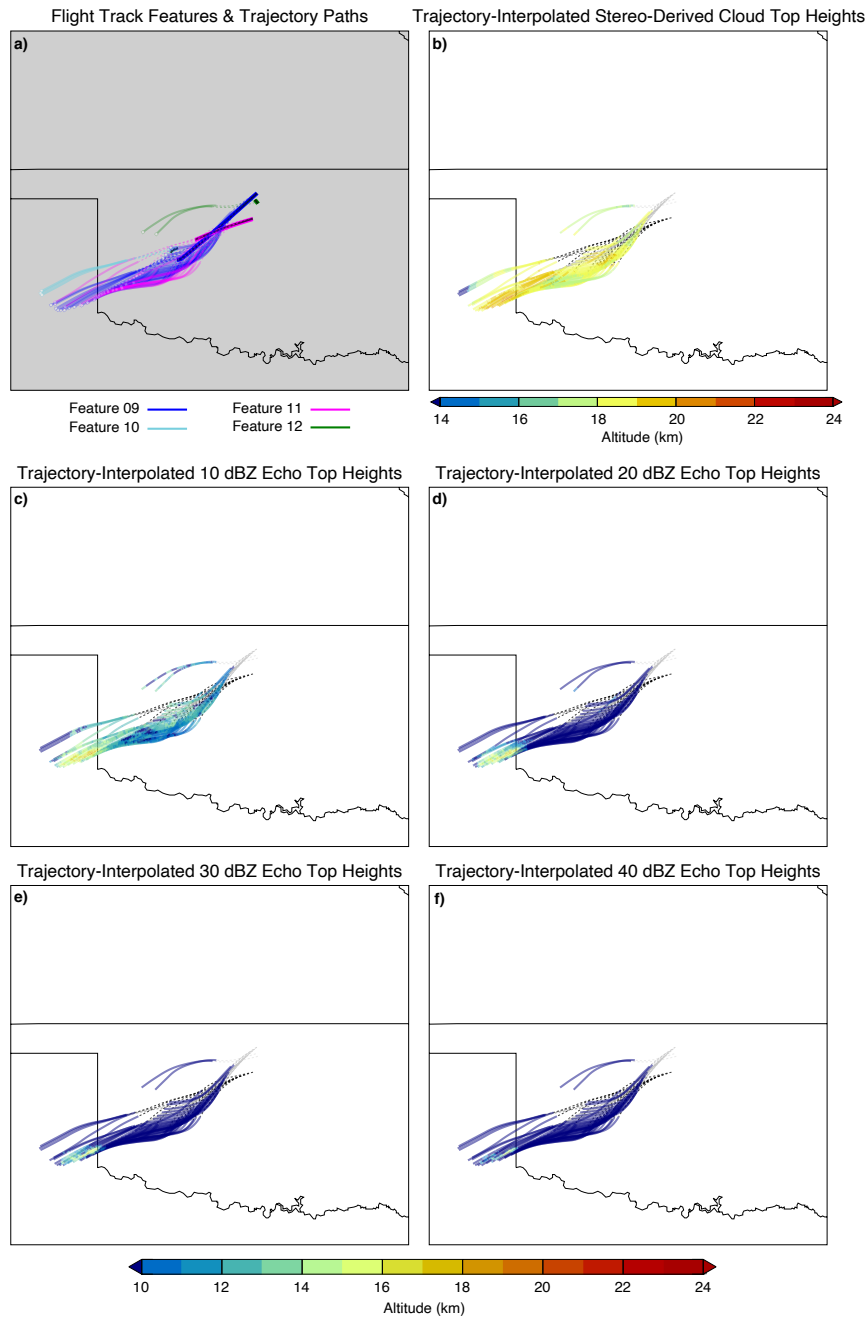 Flight Track Features & Trajectory Paths
a)
Feature 09
Feature 11
Feature 10
Feature 12
Trajectory-Interpolated Stereo-Derived Cloud Top Heights
b)
14 16 18 20 22 24
Altitude (km)
Trajectory-Interpolated 10 dBZ Echo Top Heights
c)
Trajectory-Interpolated 20 dBZ Echo Top Heights
d)
Trajectory-Interpolated 30 dBZ Echo Top Heights
e)
Trajectory-Interpolated 40 dBZ Echo Top Heights
f)
10 12 14 16 18 20 22 24
Altitude (km)